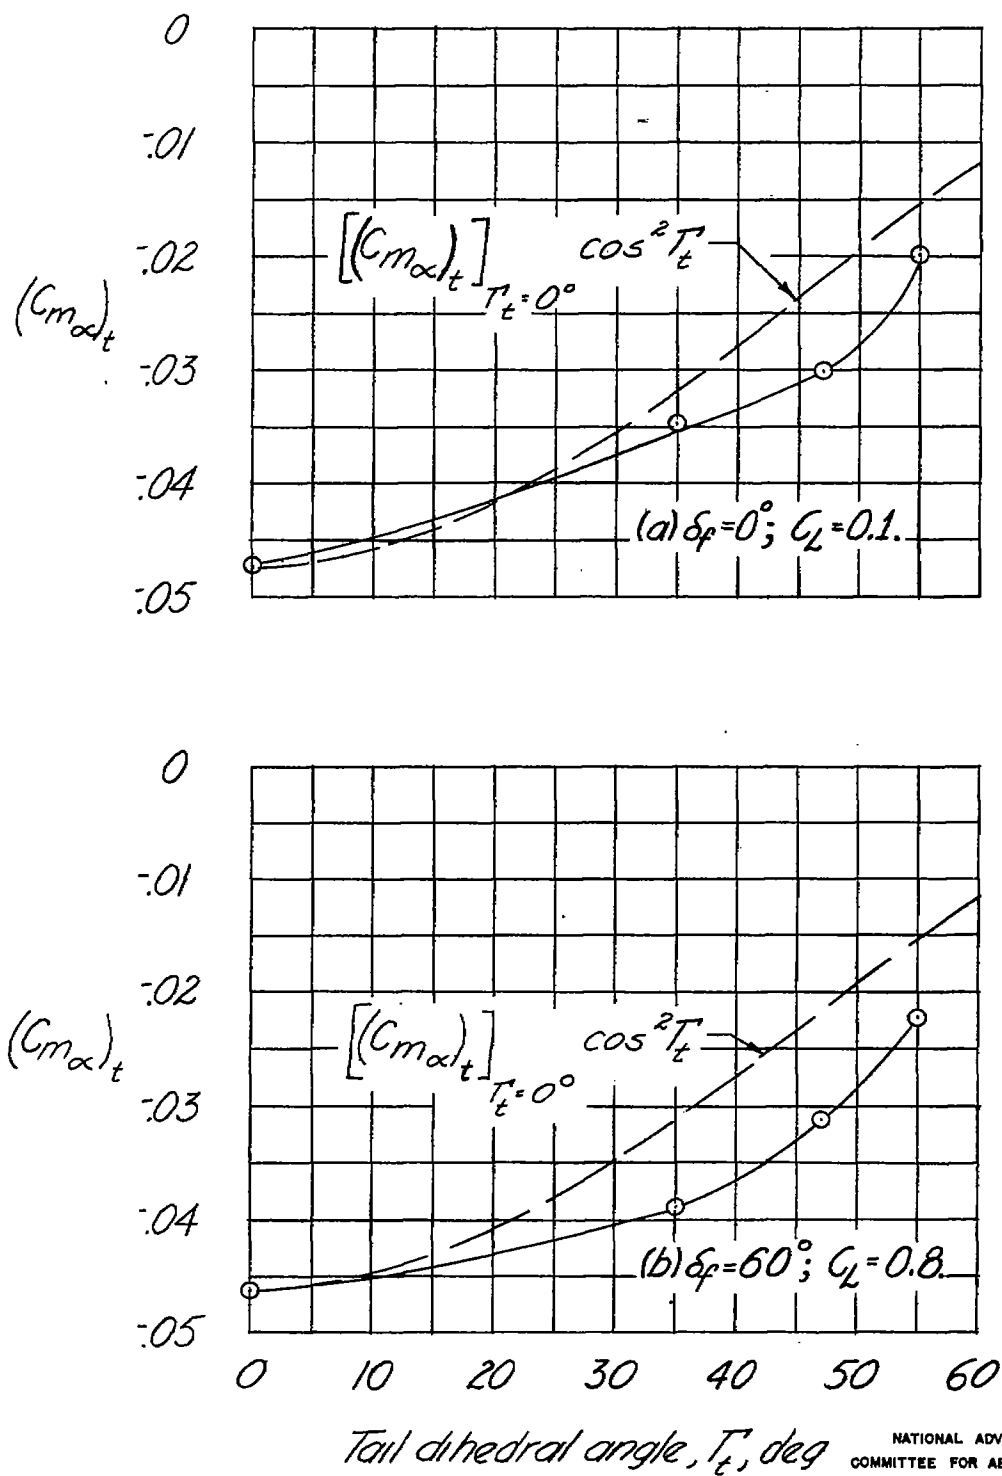 0
-.01
-.02
-.03
-.04
-.05
(Cmα)t
[(Cmα)t]Γt=0° cos²Γt
(a) δf=0°; CL=0.1.
0
-.01
-.02
-.03
-.04
-.05
(Cmα)t
[(Cmα)t]Γt=0° cos²Γt
(b) δf=60°; CL=0.8.
0 10 20 30 40 50 60
Tail dihedral angle, Γt, deg
NATIONAL ADV
COMMITTEE FOR